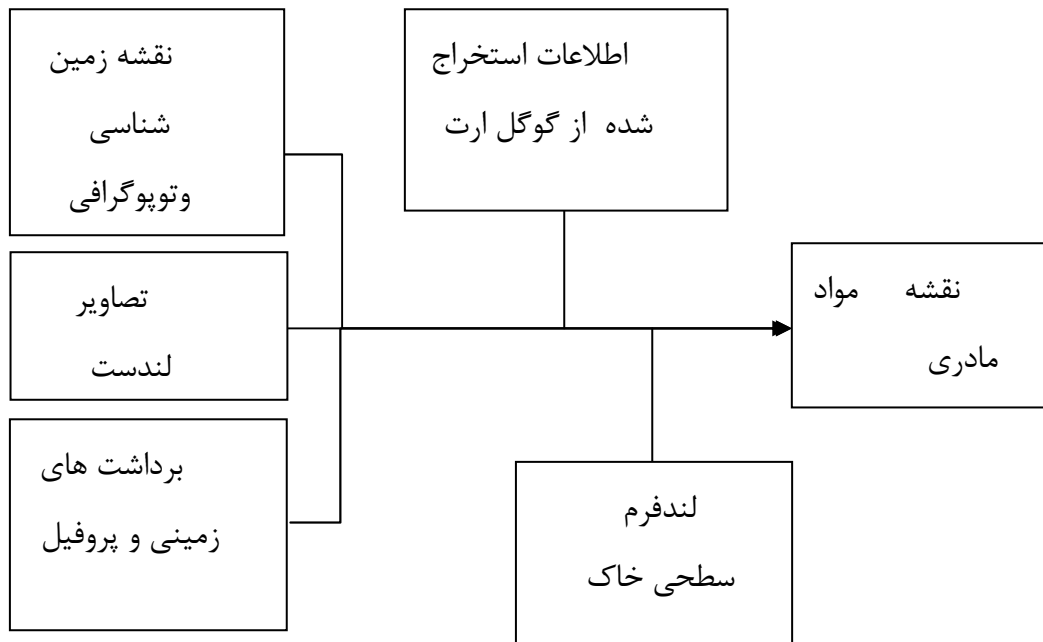 نقشه زمین
شناسی
وتوپوگرافی
اطلاعات استخراج
شده از گوگل ارت
تصاویر
لندست
نقشه مواد
مادری
برداشت های
زمینی و پروفیل
لندفرم
سطحی خاک